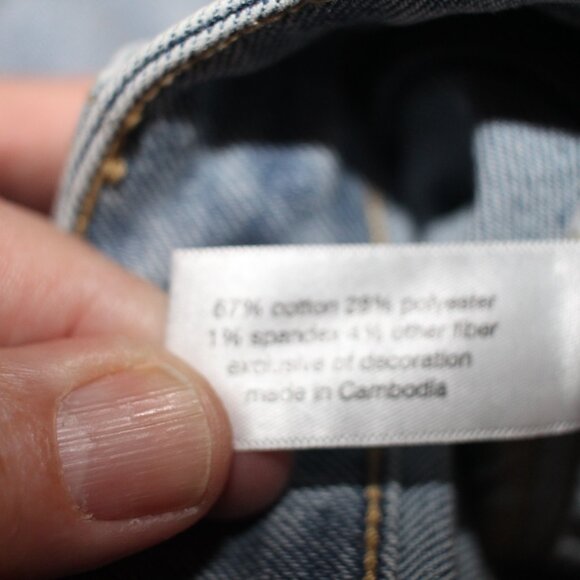 67% cotton 28% polyester
1% spandex 4% other fiber
exclusive of decoration
made in Cambodia